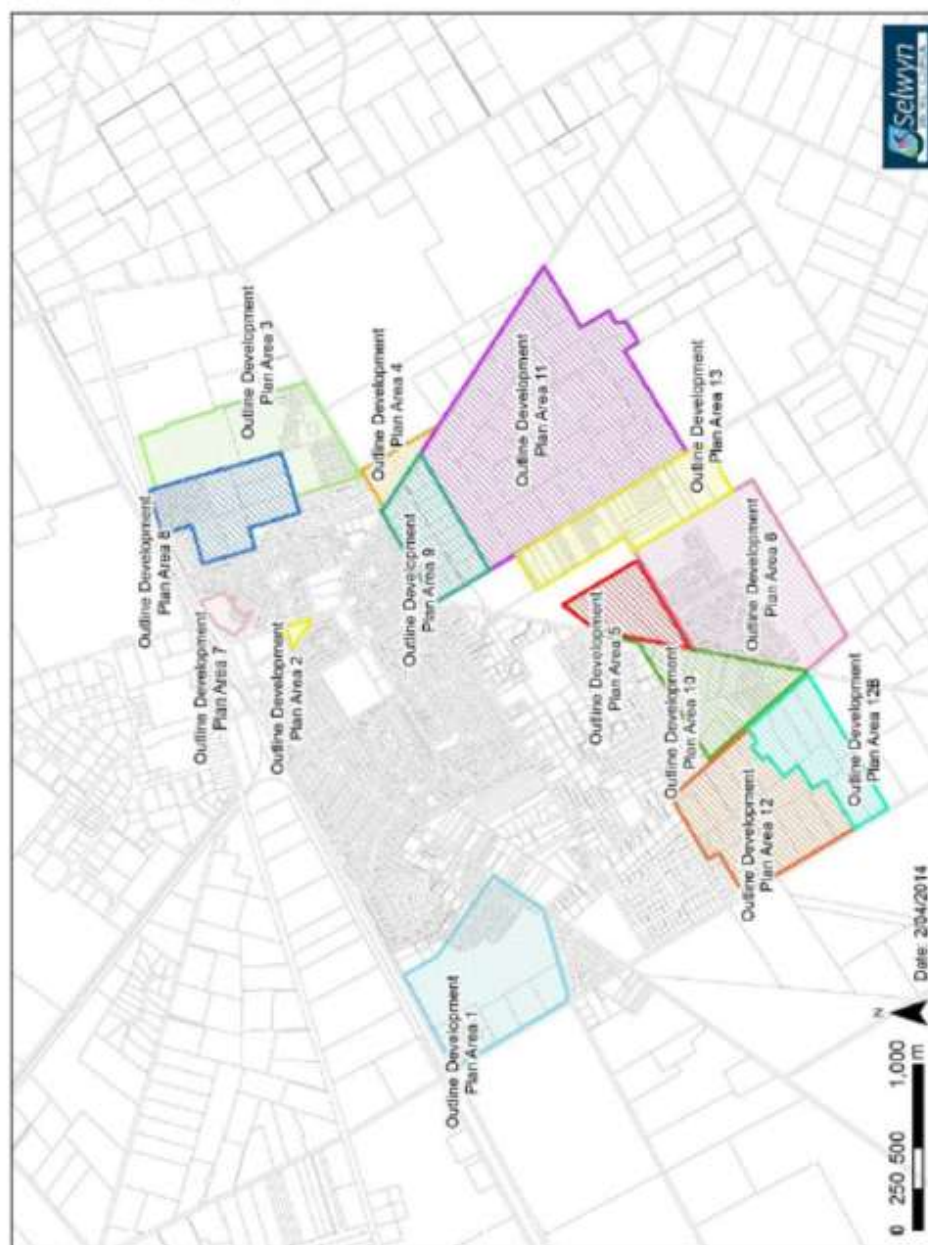 Outline Development
Plan Area 1
Outline Development
Plan Area 7
Outline Development
Plan Area 2
Outline Development
Plan Area 8
Outline Development
Plan Area 3
Outline Development
Plan Area 4
Outline Development
Plan Area 9
Outline Development
Plan Area 11
Outline Development
Plan Area 13
Outline Development
Plan Area 5
Outline Development
Plan Area 10
Outline Development
Plan Area 6
Outline Development
Plan Area 12
Outline Development
Plan Area 12B
0 250 500 1,000
m
N
Date: 2/04/2014
Selwyn